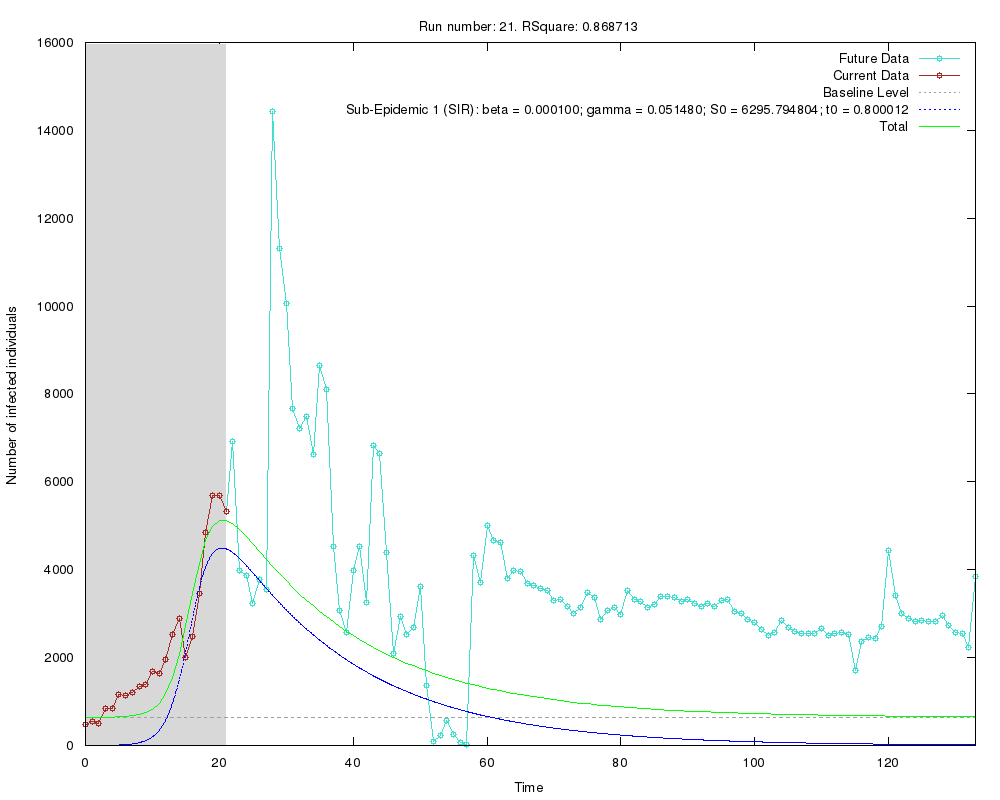 Run number: 21. RSquare: 0.868713
16000
14000
12000
10000
8000
6000
4000
2000
0
Number of infected individuals
Future Data
Current Data
Baseline Level
Sub-Epidemic 1 (SIR): beta = 0.000100; gamma = 0.051480; S0 = 6295.794804; t0 = 0.800012
Total
0 20 40 60 80 100 120
Time